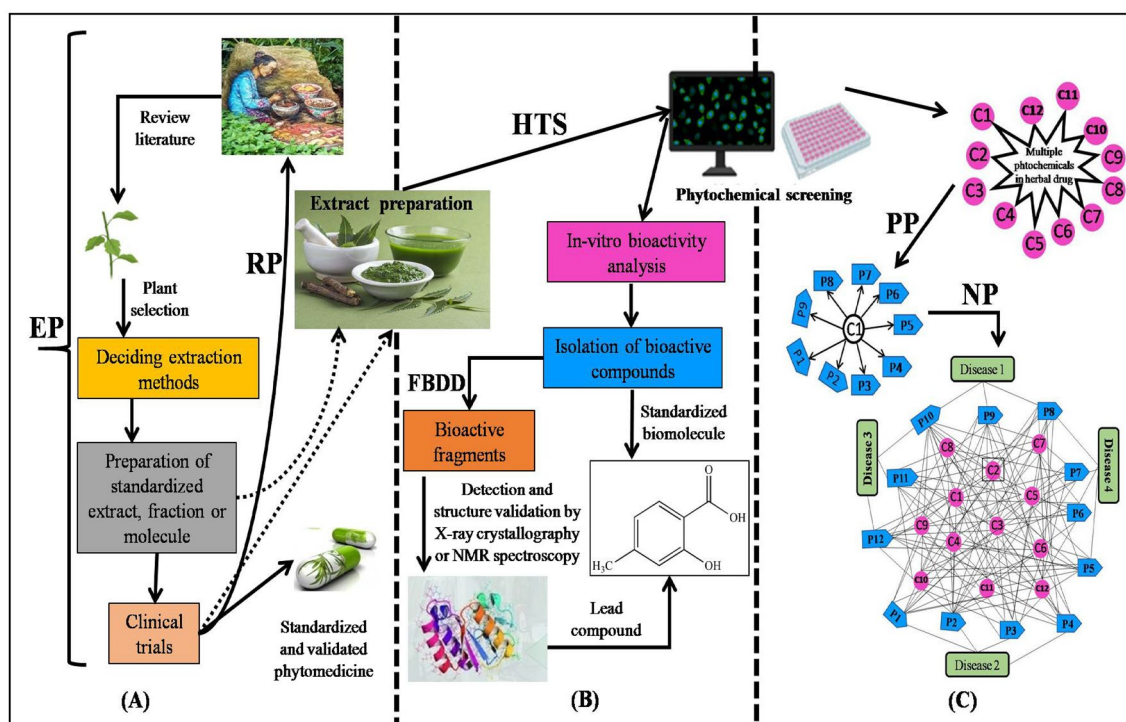 EP
Review
literature
Plant
selection
Deciding extraction
methods
Preparation of
standardized
extract, fraction or
molecule
Clinical
trials
RP
Extract preparation
Standardized
and validated
phytomedicine
(A)
HTS
Phytochemical screening
In-vitro bioactivity
analysis
Isolation of bioactive
compounds
FBDD
Bioactive
fragments
Standardized
biomolecule
Detection and
structure validation by
X-ray crystallography
or NMR spectroscopy
O
OH
OH
H3C
Lead
compound
(B)
C11
C12
C1
C10
C2
C9
C3
C8
C4
C7
C5
C6
Multiple
phtochemicals
in herbal drug
PP
P7
P8
P6
P9
C1
P5
P1
P4
P2
P3
NP
Disease 1
P10
P9
P8
Disease 3
C8
C7
Disease 4
C2
P11
P7
C1
C5
P6
C9
C3
P12
C4
C6
P5
C10
C11
C12
P1
P2
P3
P4
Disease 2
(C)